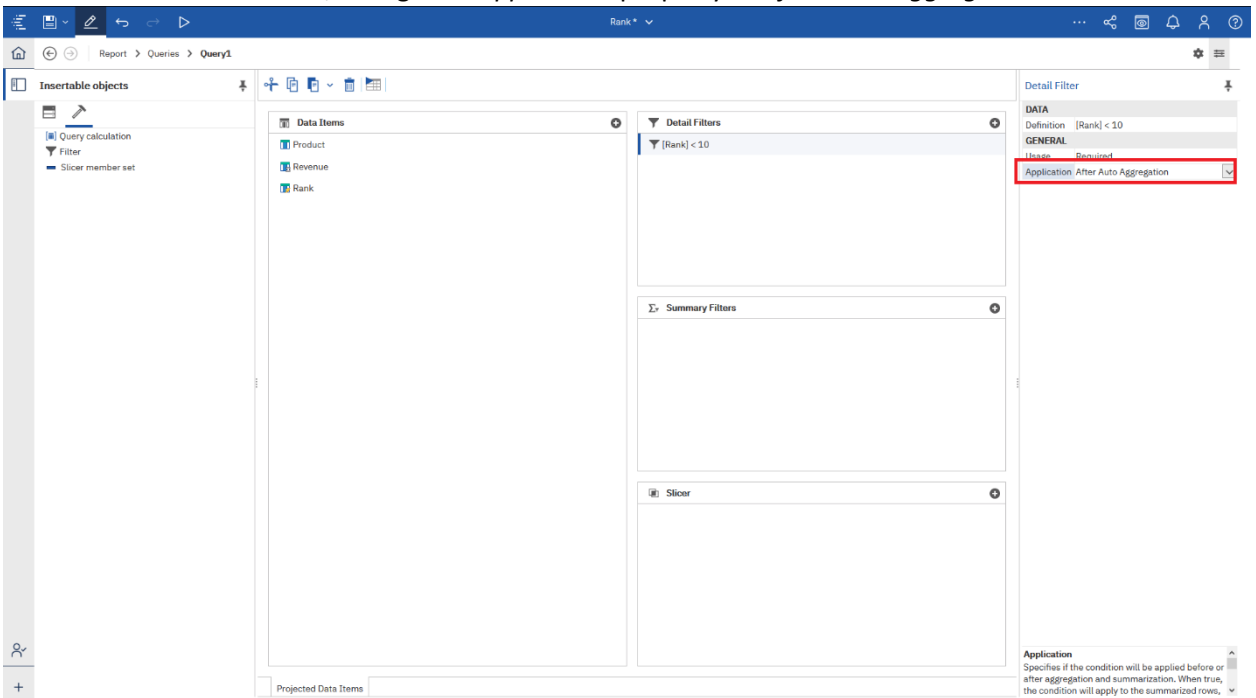 Rank*
Report > Queries > Query1
Insertable objects
Query calculation
Filter
Slicer member set
Data Items
Product
Revenue
Rank
Detail Filters
[Rank] < 10
Summary Filters
Slicer
Projected Data Items
Detail Filter
DATA
Definition [Rank] < 10
GENERAL
Usage Required
Application After Auto Aggregation
Application
Specifies if the condition will be applied before or
after aggregation and summarization. When true,
the condition will apply to the summarized rows,